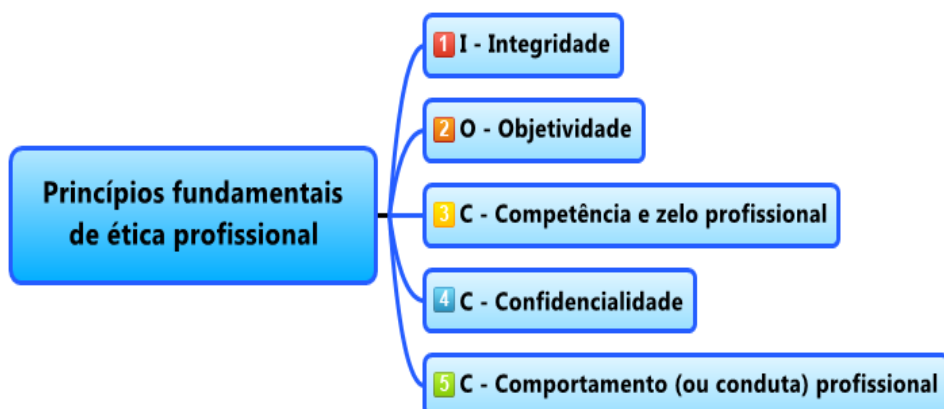 Princípios fundamentais
de ética profissional
1 I - Integridade
2 O - Objetividade
3 C - Competência e zelo profissional
4 C - Confidencialidade
5 C - Comportamento (ou conduta) profissional